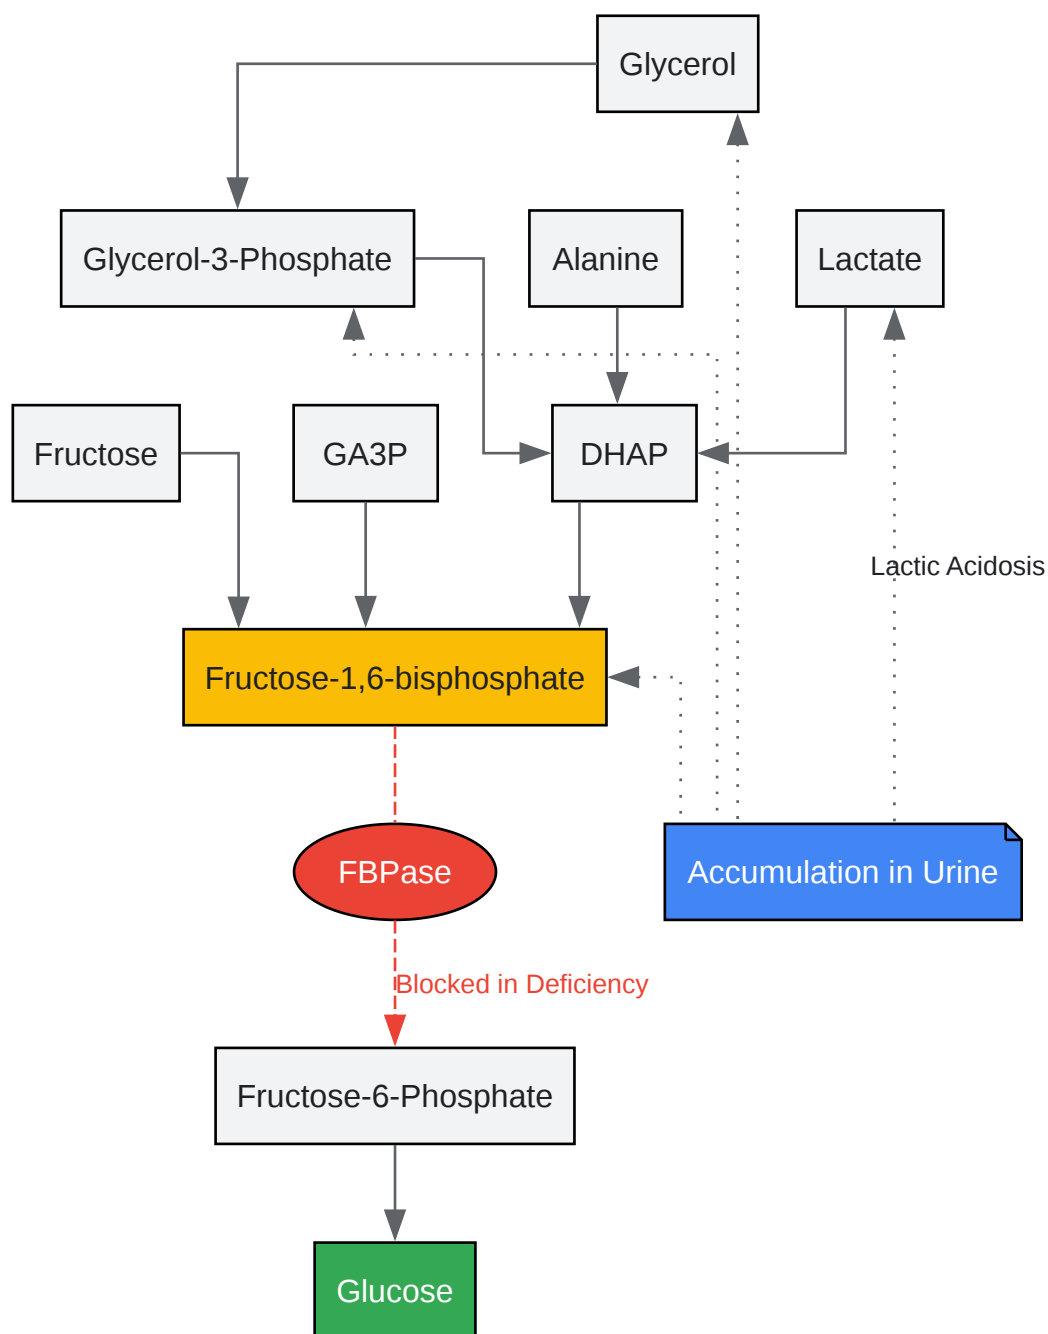 Glycerol
Glycerol-3-Phosphate
Alanine
Lactate
Fructose
GA3P
DHAP
Lactic Acidosis
Fructose-1,6-bisphosphate
FBPase
Accumulation in Urine
Blocked in Deficiency
Fructose-6-Phosphate
Glucose